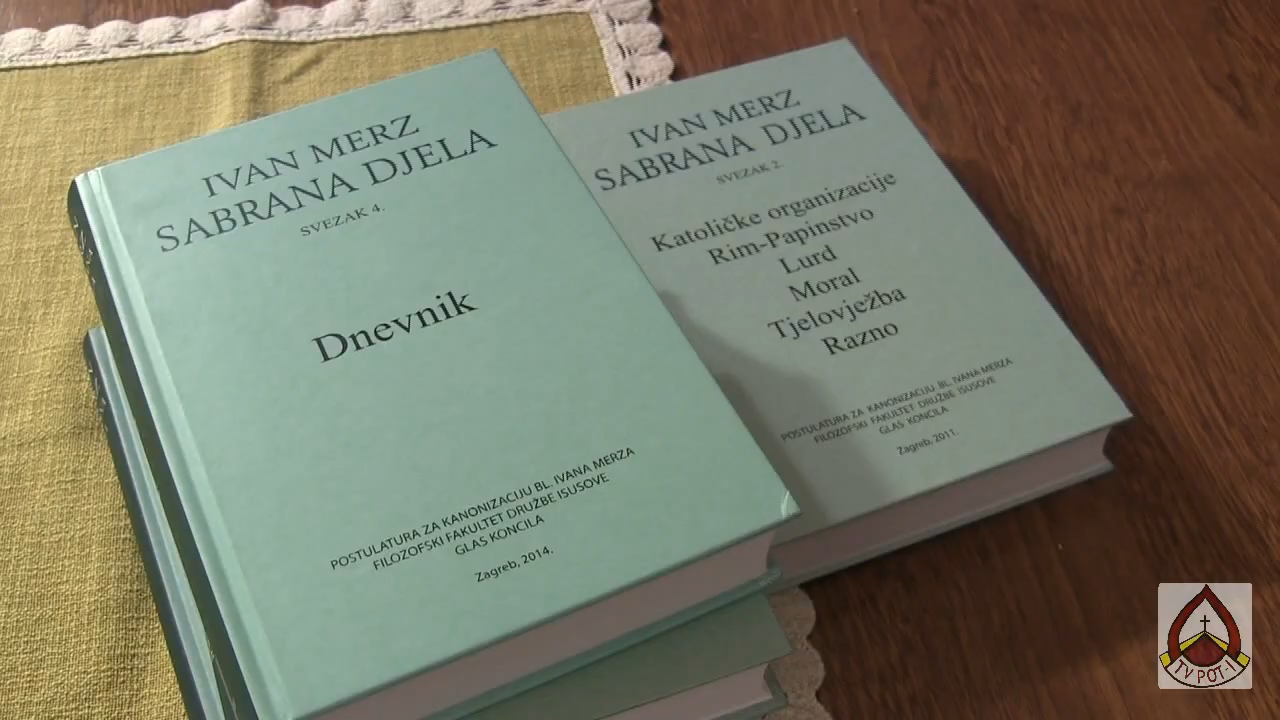 IVAN MERZ
SABRANA DJELA
SVEZAK 4.
Dnevnik
POSTULATURA ZA KANONIZACIJU BL. IVANA MERZA
FILOZOFSKI FAKULTET DRUŽBE ISUSOVE
GLAS KONCILA
Zagreb, 2014.
IVAN MERZ
SABRANA DJELA
SVEZAK 2.
Katoličke organizacije
Rim-Papinstvo
Lurd
Moral
Tjelovježba
Razno
POSTULATURA ZA KANONIZACIJU BL. IVANA MERZA
FILOZOFSKI FAKULTET DRUŽBE ISUSOVE
GLAS KONCILA
Zagreb, 2011.
TV POT-1